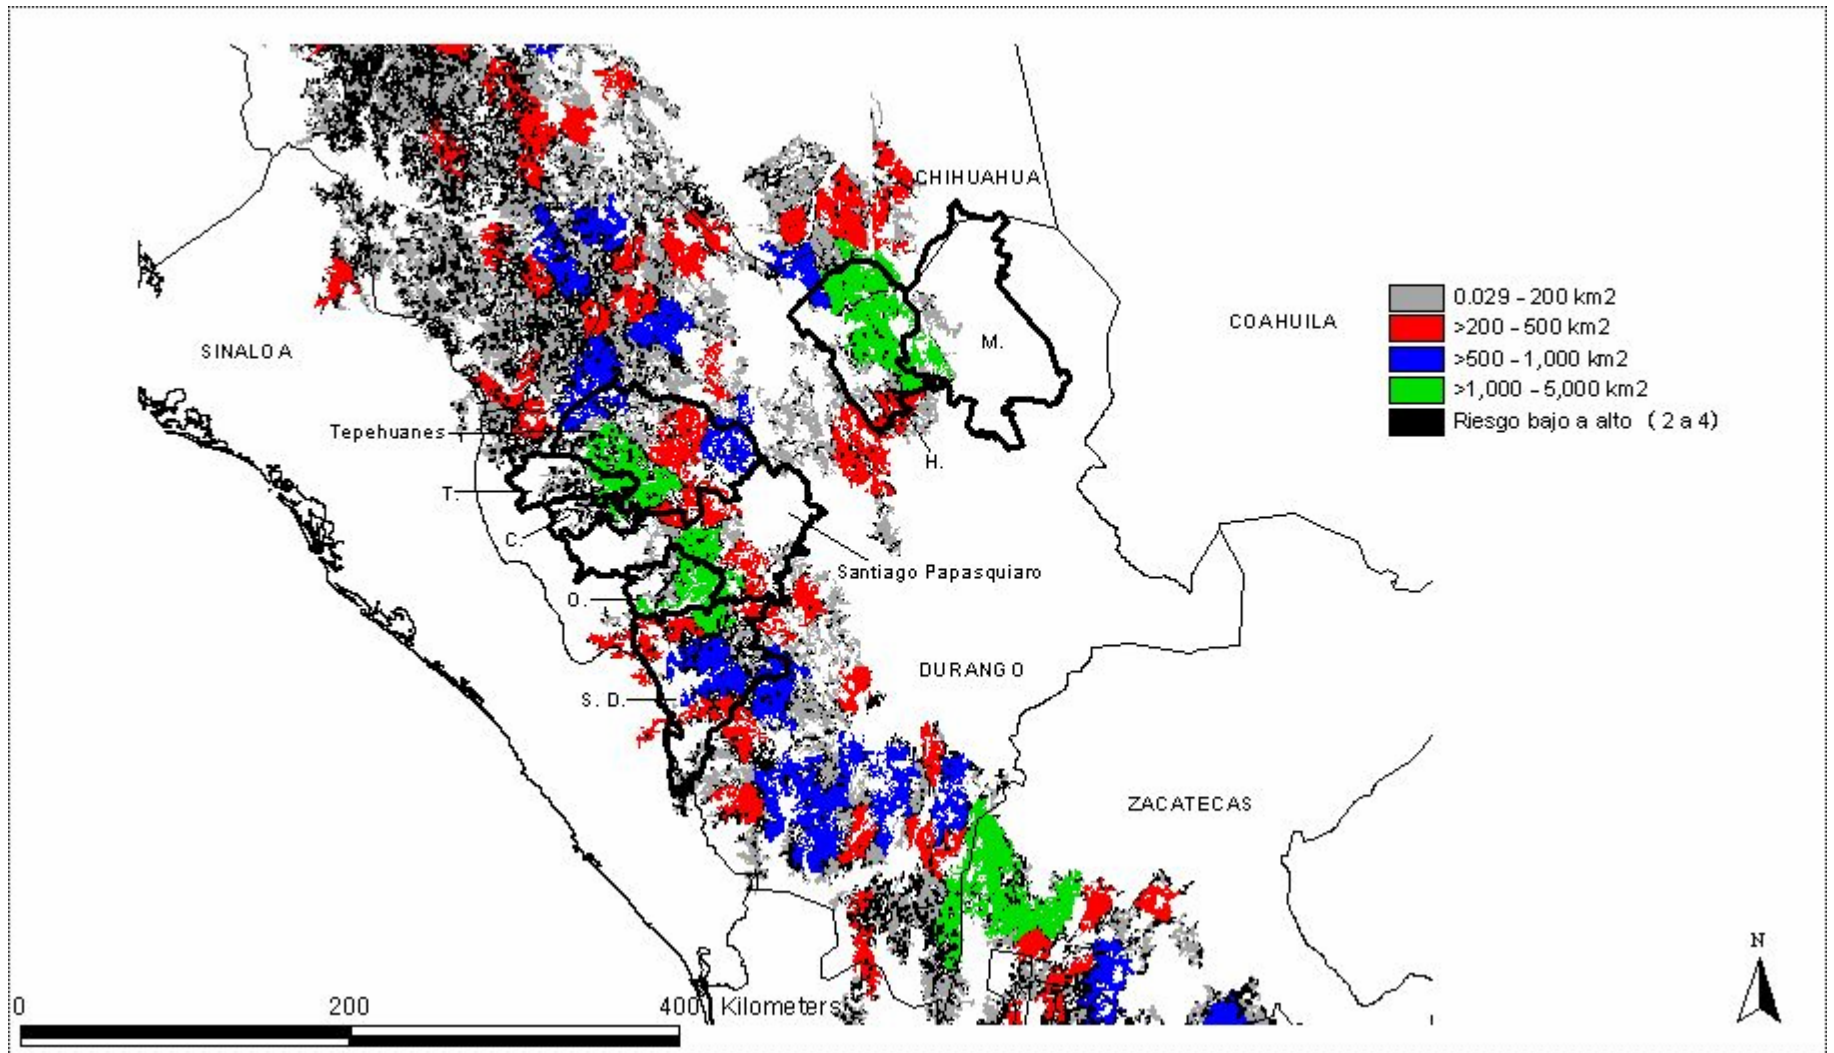 CHIHUAHUA
0.029 - 200 km2
>200 - 500 km2
>500 - 1,000 km2
>1,000 - 5,000 km2
Riesgo bajo a alto ( 2 a 4)
COAHUILA
SINALOA
M.
Tepehuanes
H.
T.
C.
Santiago Papasquiaro
O.
DURANGO
S. D.
ZACATECAS
N
0 200 400 Kilometers